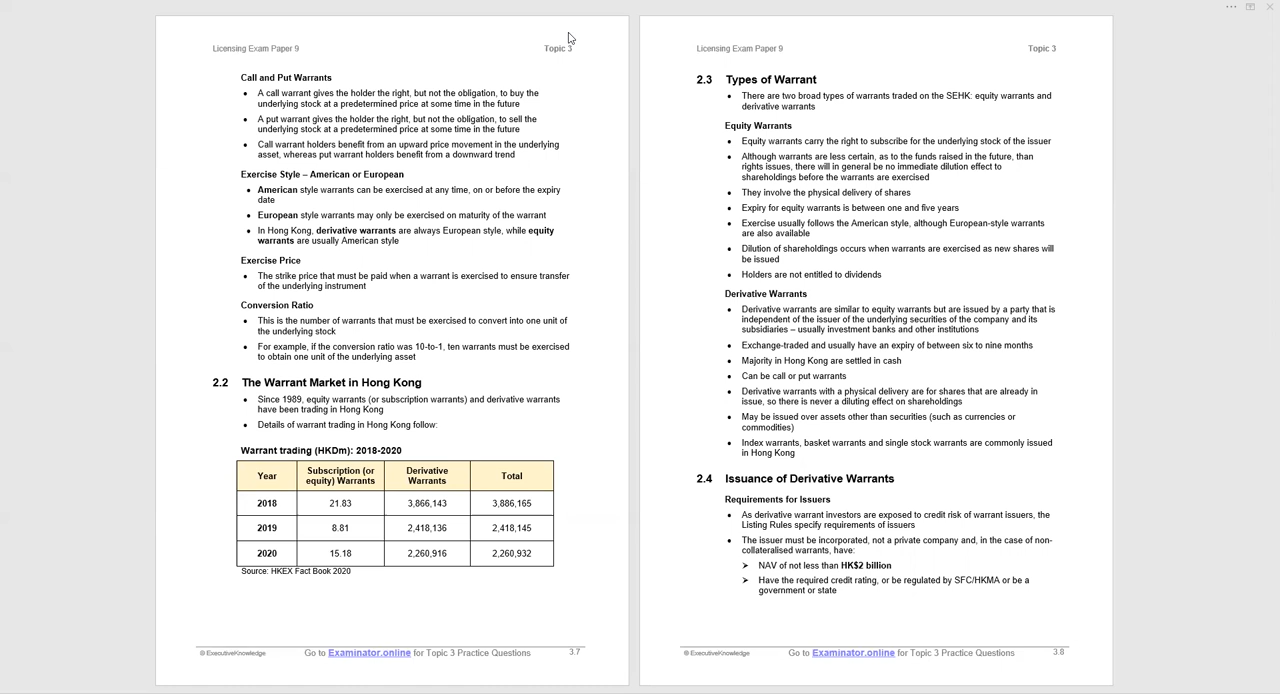 Licensing Exam Paper 9 Topic 3
Call and Put Warrants
• A call warrant gives the holder the right, but not the obligation, to buy the
underlying stock at a predetermined price at some time in the future
• A put warrant gives the holder the right, but not the obligation, to sell the
underlying stock at a predetermined price at some time in the future
• Call warrant holders benefit from an upward price movement in the underlying
asset, whereas put warrant holders benefit from a downward trend
Exercise Style – American or European
• American style warrants can be exercised at any time, on or before the expiry
date
• European style warrants may only be exercised on maturity of the warrant
• In Hong Kong, derivative warrants are always European style, while equity
warrants are usually American style
Exercise Price
• The strike price that must be paid when a warrant is exercised to ensure transfer
of the underlying instrument
Conversion Ratio
• This is the number of warrants that must be exercised to convert into one unit of
the underlying stock
• For example, if the conversion ratio was 10-to-1, ten warrants must be exercised
to obtain one unit of the underlying asset
2.2 The Warrant Market in Hong Kong
• Since 1989, equity warrants (or subscription warrants) and derivative warrants
have been trading in Hong Kong
• Details of warrant trading in Hong Kong follow:
Warrant trading (HKDm): 2018-2020
Year Subscription (or equity) Warrants Derivative Warrants Total
2018 21.83 3,866,143 3,886,165
2019 8.81 2,418,136 2,418,145
2020 15.18 2,260,916 2,260,932
Source: HKEX Fact Book 2020
© ExecutiveKnowledge Go to Examinator.online for Topic 3 Practice Questions 3.7
Licensing Exam Paper 9 Topic 3
2.3 Types of Warrant
• There are two broad types of warrants traded on the SEHK: equity warrants and
derivative warrants
Equity Warrants
• Equity warrants carry the right to subscribe for the underlying stock of the issuer
• Although warrants are less certain, as to the funds raised in the future, than
rights issues, there will in general be no immediate dilution effect to
shareholdings before the warrants are exercised
• They involve the physical delivery of shares
• Expiry for equity warrants is between one and five years
• Exercise usually follows the American style, although European-style warrants
are also available
• Dilution of shareholdings occurs when warrants are exercised as new shares will
be issued
• Holders are not entitled to dividends
Derivative Warrants
• Derivative warrants are similar to equity warrants but are issued by a party that is
independent of the issuer of the underlying securities of the company and its
subsidiaries – usually investment banks and other institutions
• Exchange-traded and usually have an expiry of between six to nine months
• Majority in Hong Kong are settled in cash
• Can be call or put warrants
• Derivative warrants with a physical delivery are for shares that are already in
issue, so there is never a diluting effect on shareholdings
• May be issued over assets other than securities (such as currencies or
commodities)
• Index warrants, basket warrants and single stock warrants are commonly issued
in Hong Kong
2.4 Issuance of Derivative Warrants
Requirements for Issuers
• As derivative warrant investors are exposed to credit risk of warrant issuers, the
Listing Rules specify requirements of issuers
• The issuer must be incorporated, not a private company and, in the case of non-
collateralised warrants, have:
➢ NAV of not less than HK$2 billion
➢ Have the required credit rating, or be regulated by SFC/HKMA or be a
government or state
© ExecutiveKnowledge Go to Examinator.online for Topic 3 Practice Questions 3.8